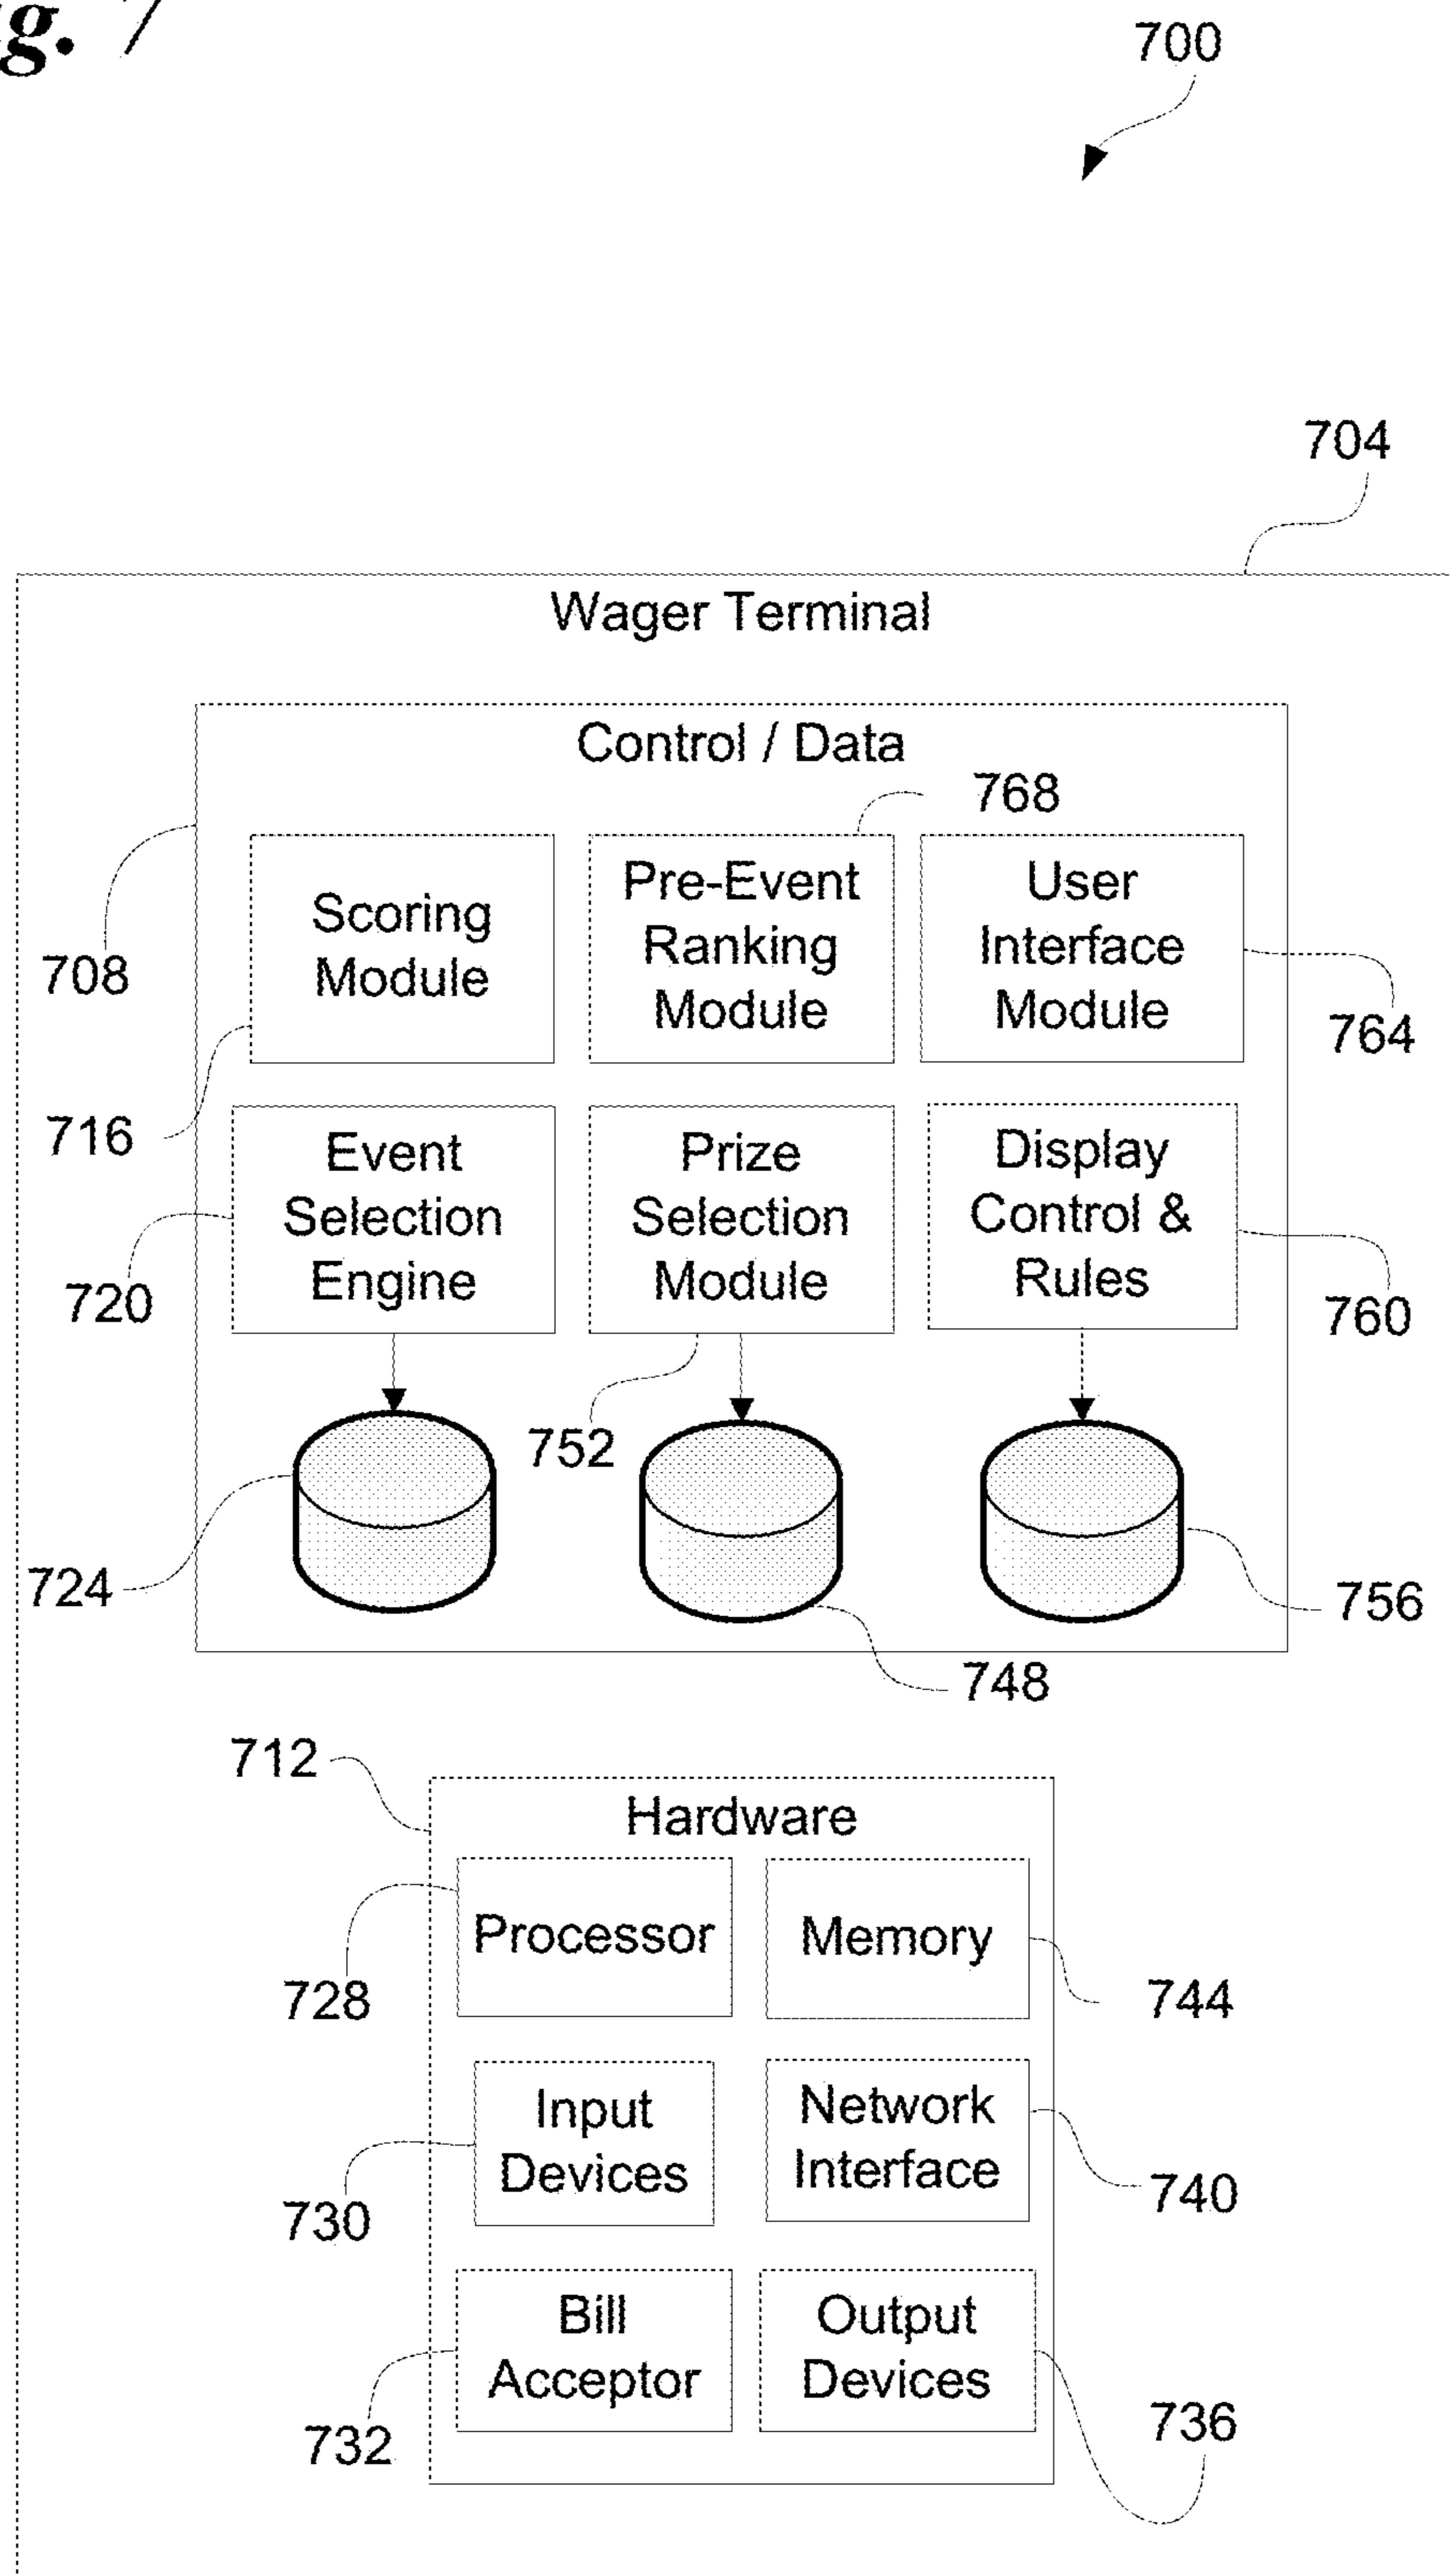 g. 7
700
704
Wager Terminal
Control / Data
768
Scoring
Module
Pre-Event
Ranking
Module
User
Interface
Module
708
764
716
Event
Selection
Engine
Prize
Selection
Module
Display
Control &
Rules
720
760
752
724
756
748
712
Hardware
Processor
Memory
728
744
Input
Devices
Network
Interface
730
740
Bill
Acceptor
Output
Devices
732
736